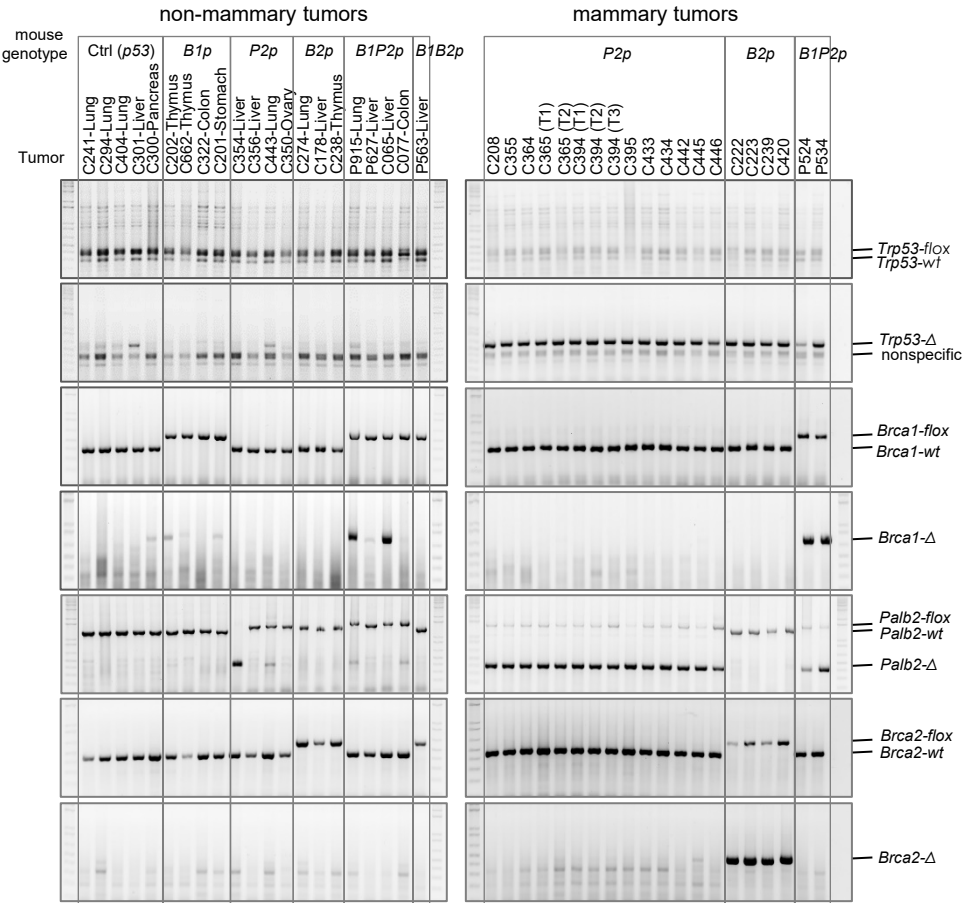 non-mammary tumors
mammary tumors
mouse
genotype
Ctrl (p53)
B1p
P2p
B2p
B1P2p
B1B2p
P2p
B2p
B1P2p
Tumor
C241-Lung
C294-Lung
C404-Lung
C301-Liver
C300-Pancreas
C202-Thymus
C662-Thymus
C322-Colon
C201-Stomach
C354-Liver
C356-Liver
C443-Lung
C350-Ovary
C274-Lung
C178-Liver
C238-Thymus
P915-Lung
P627-Liver
C065-Liver
C077-Colon
P563-Liver
C208
C355
C364
C365 (T1)
C365 (T2)
C394 (T1)
C394 (T2)
C394 (T3)
C395
C433
C434
C442
C445
C446
C222
C223
C239
C420
P524
P534
Trp53-flox
Trp53-wt
Trp53-Δ
nonspecific
Brca1-flox
Brca1-wt
Brca1-Δ
Palb2-flox
Palb2-wt
Palb2-Δ
Brca2-flox
Brca2-wt
Brca2-Δ